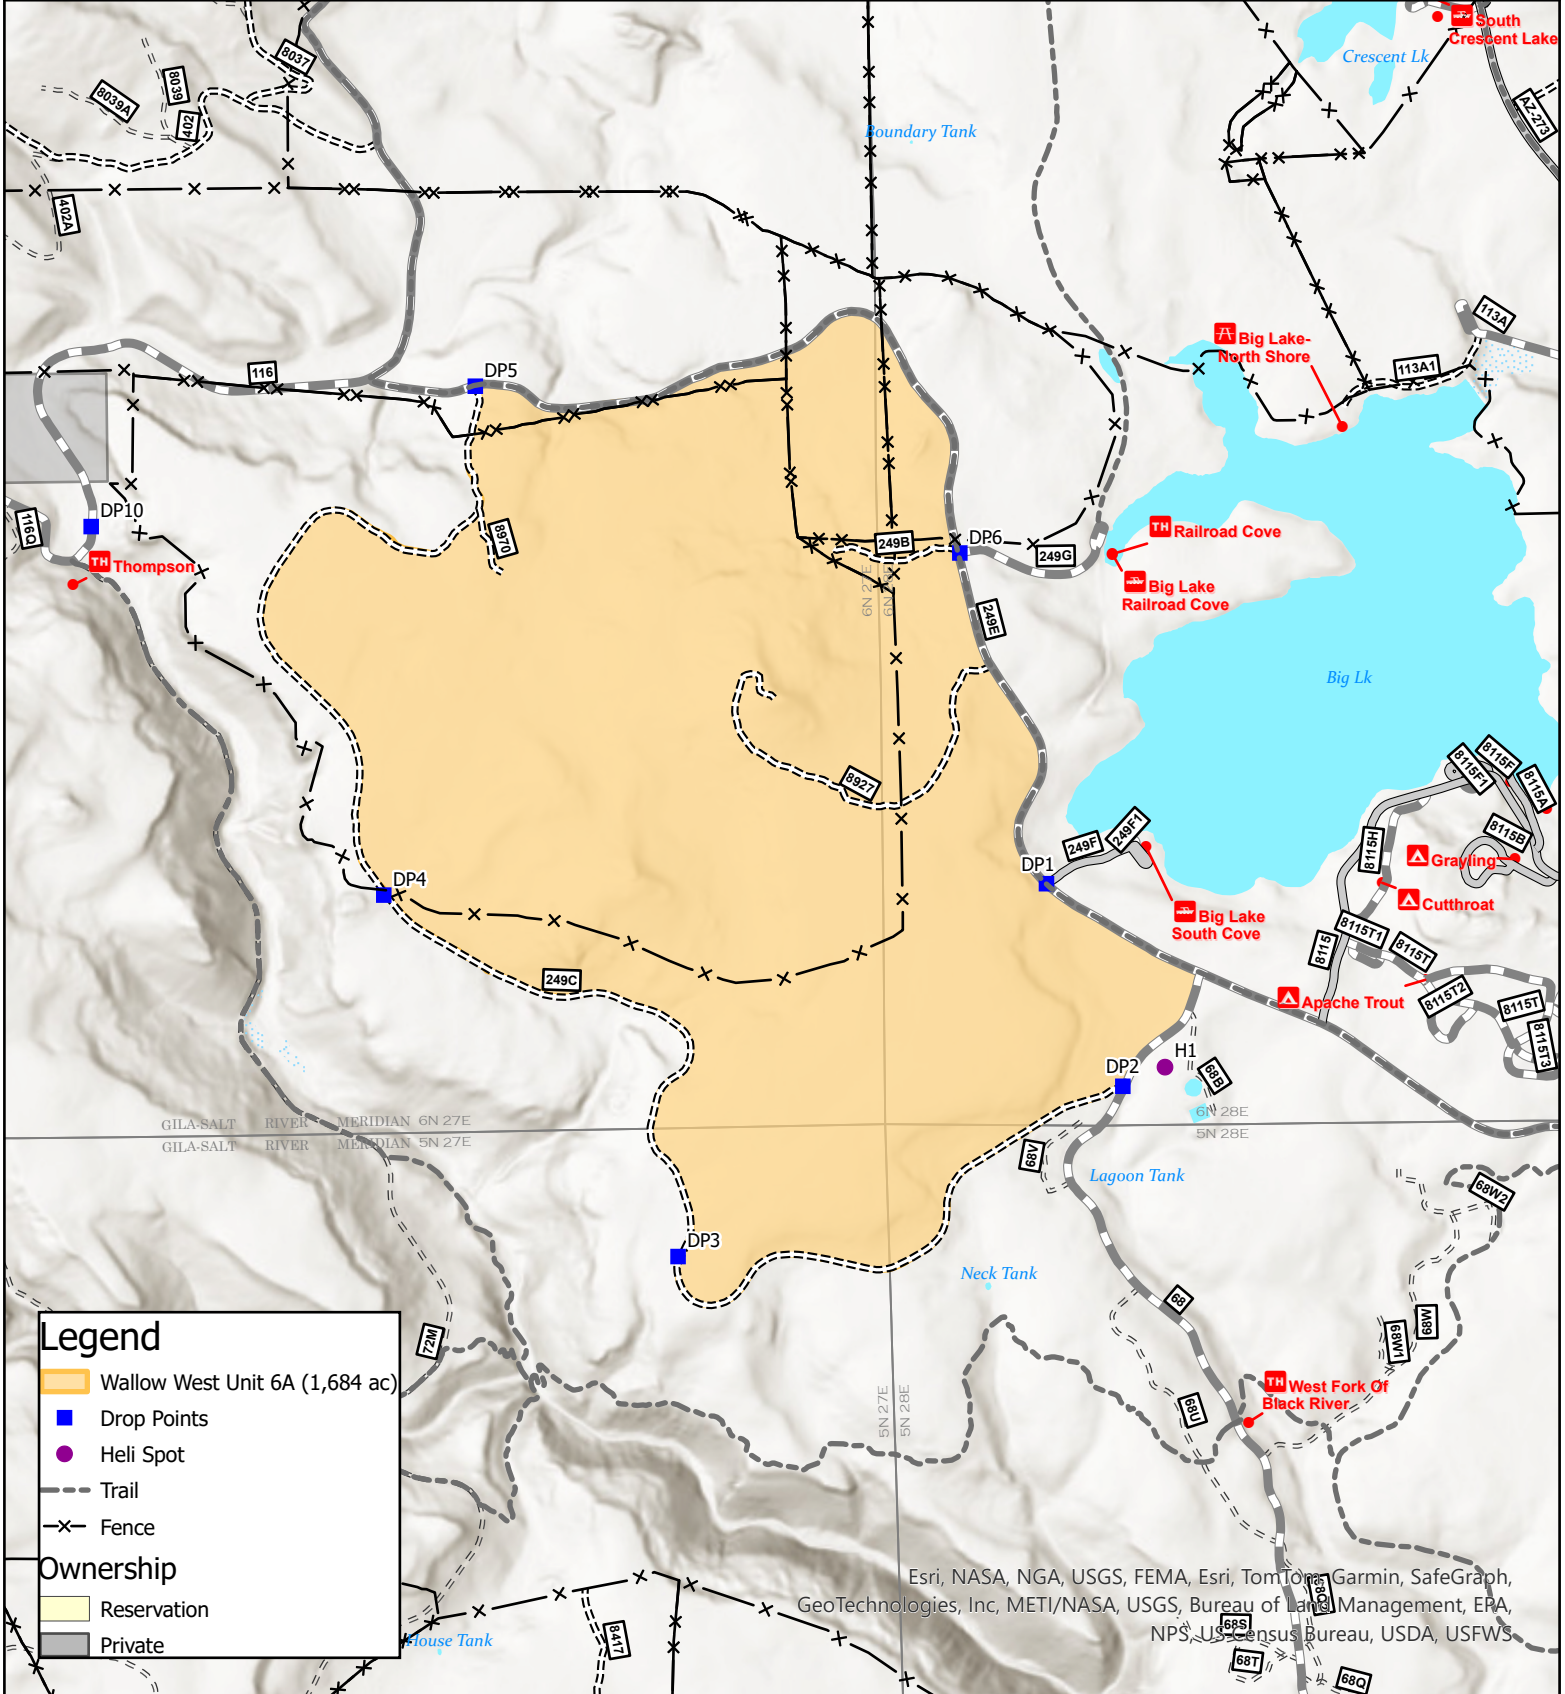 South
Crescent Lake
Crescent Lk
8037
8039
8039A
402
AZ-273
Boundary Tank
402A
113A
Big Lake-
North Shore
113A1
116
DP5
DP10
116Q
TH Thompson
8970
249B
DP6
249G
TH Railroad Cove
Big Lake
Railroad Cove
6N 27E
6N 28E
249E
Big Lk
8927
8115F
8115F1
8115A
8115B
8115H
Grayling
Cutthroat
249F
249F1
DP1
DP4
Big Lake
South Cove
8115T1
8115
8115T
Apache Trout
8115T2
8115T
8115T3
249C
H1
DP2
68B
GILA-SALT RIVER MERIDIAN 6N 27E
GILA-SALT RIVER MERIDIAN 5N 27E
6N 28E
5N 28E
68V
Lagoon Tank
68W2
DP3
Neck Tank
68
68W
68W1
72M
TH West Fork Of
Black River
68U
5N 27E
5N 28E
Legend
Wallow West Unit 6A (1,684 ac)
Drop Points
Heli Spot
Trail
Fence
Ownership
Reservation
Private
House Tank
8417
Esri, NASA, NGA, USGS, FEMA, Esri, TomTom, Garmin, SafeGraph,
GeoTechnologies, Inc, METI/NASA, USGS, Bureau of Land Management, EPA,
NPS, US Census Bureau, USDA, USFWS
68S
68T
68Q